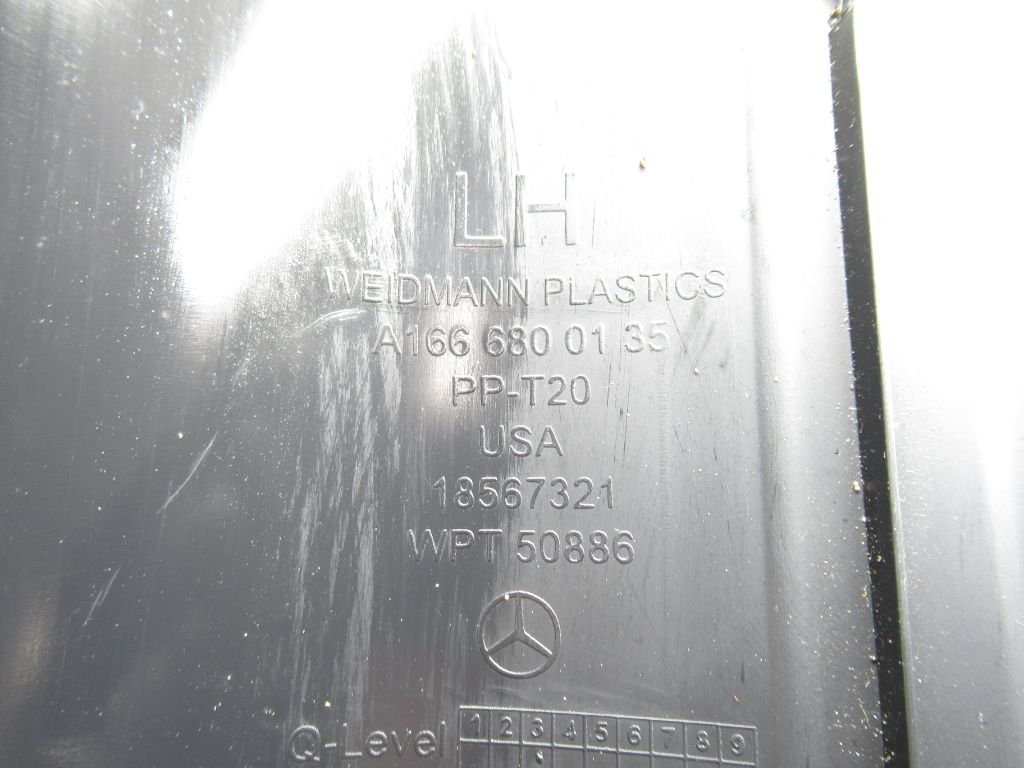 LH
WEIDMANN PLASTICS
A166 680 01 35
PP-T20
USA
18567321
WPT 50886
Q-Level 1 2 3 4 5 6 7 8 9